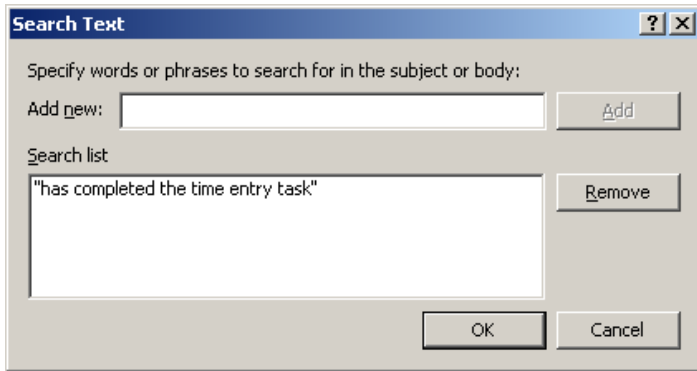 Search Text ? X
Specify words or phrases to search for in the subject or body:
Add new: Add
Search list
"has completed the time entry task"
Remove
OK Cancel